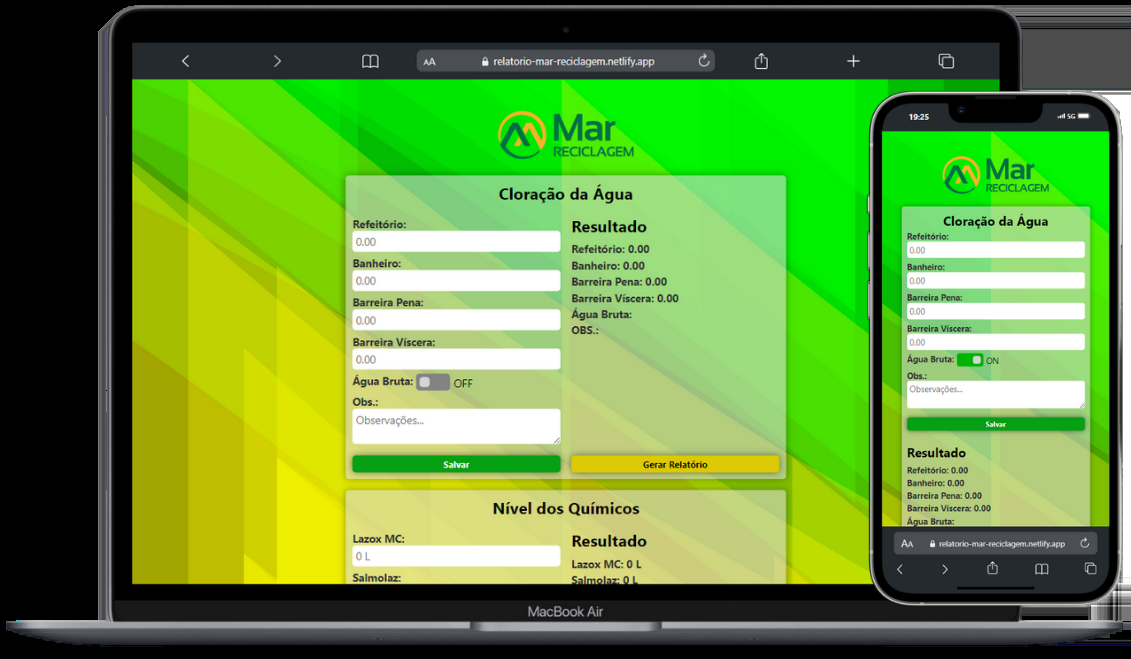 AA relatorio-mar-reciclagem.netlify.app
Mar
RECICLAGEM
Cloração da Água
Refeitório:
0.00
Banheiro:
0.00
Barreira Pena:
0.00
Barreira Víscera:
0.00
Água Bruta: OFF
Obs.:
Observações...
Salvar
Resultado
Refeitório: 0.00
Banheiro: 0.00
Barreira Pena: 0.00
Barreira Víscera: 0.00
Água Bruta:
OBS.:
Gerar Relatório
Nível dos Químicos
Lazox MC:
0 L
Salmolaz:
Resultado
Lazox MC: 0 L
Salmolaz: 0 L
MacBook Air
19:25 5G
Mar
RECICLAGEM
Cloração da Água
Refeitório:
0.00
Banheiro:
0.00
Barreira Pena:
0.00
Barreira Víscera:
0.00
Água Bruta: ON
Obs.:
Observações...
Salvar
Resultado
Refeitório: 0.00
Banheiro: 0.00
Barreira Pena: 0.00
Barreira Víscera: 0.00
Água Bruta:
AA relatorio-mar-reciclagem.netlify.app